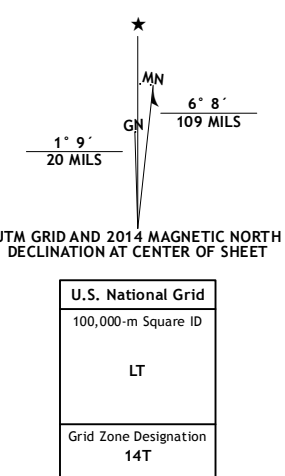 ★
MN
GN
6° 8´
109 MILS
1° 9´
20 MILS
UTM GRID AND 2014 MAGNETIC NORTH
DECLINATION AT CENTER OF SHEET
U.S. National Grid
100,000-m Square ID
LT
Grid Zone Designation
14T